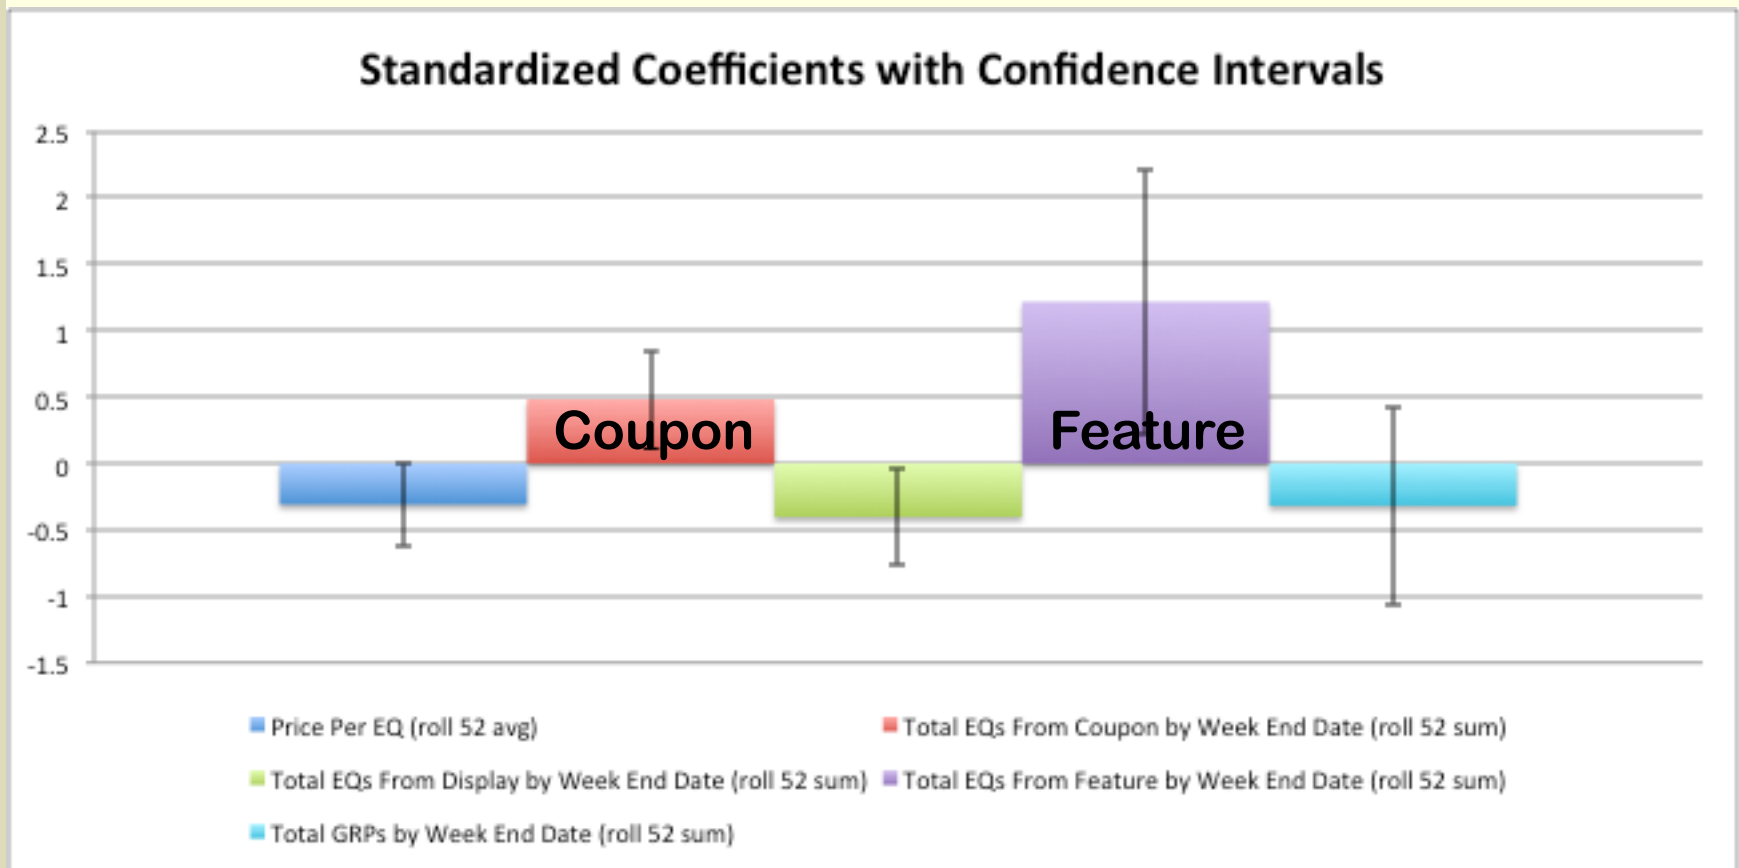 Standardized Coefficients with Confidence Intervals
2.5
2
1.5
1
0.5
0
-0.5
-1
-1.5
Coupon
Feature
Price Per EQ (roll 52 avg)
Total EQs From Coupon by Week End Date (roll 52 sum)
Total EQs From Display by Week End Date (roll 52 sum)
Total EQs From Feature by Week End Date (roll 52 sum)
Total GRPs by Week End Date (roll 52 sum)